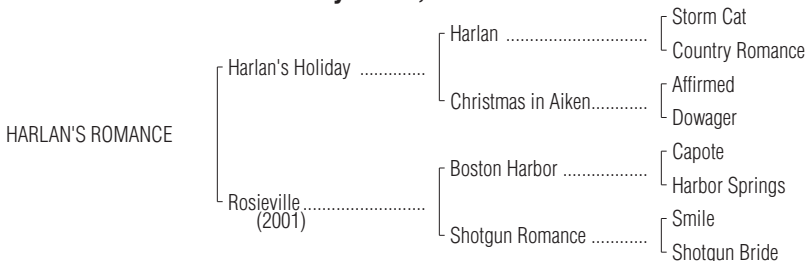 Storm Cat
Harlan ..............................
Country Romance
Harlan's Holiday ..............
Affirmed
Christmas in Aiken............
Dowager
HARLAN'S ROMANCE
Capote
Boston Harbor ..................
Harbor Springs
Rosieville..........................
(2001)
Smile
Shotgun Romance ............
Shotgun Bride